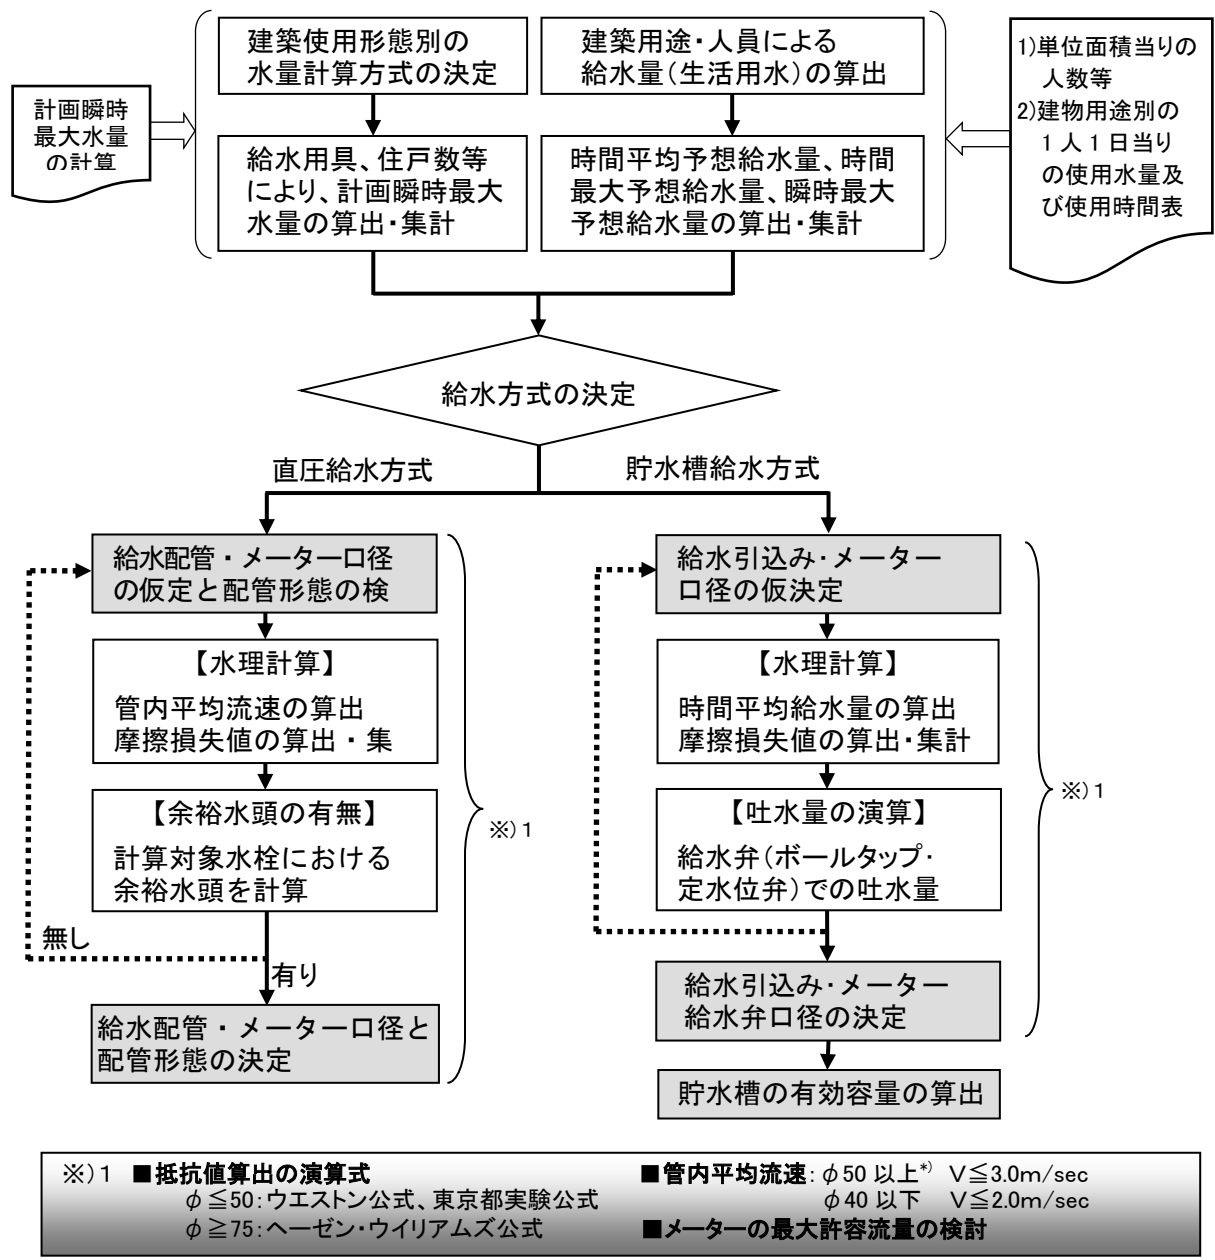 建築使用形態別の
水量計算方式の決定
建築用途・人員による
給水量(生活用水)の算出
1)単位面積当りの
人数等
2)建物用途別の
1人1日当り
の使用水量及
び使用時間表
計画瞬時
最大水量
の計算
給水用具、住戸数等
により、計画瞬時最大
水量の算出・集計
時間平均予想給水量、時間
最大予想給水量、瞬時最大
予想給水量の算出・集計
給水方式の決定
直圧給水方式
貯水槽給水方式
給水配管・メーター口径
の仮定と配管形態の検
【水理計算】
管内平均流速の算出
摩擦損失値の算出・集
【余裕水頭の有無】
計算対象水栓における
余裕水頭を計算
無し
有り
給水配管・メーター口径と
配管形態の決定
※)1
給水引込み・メーター
口径の仮決定
【水理計算】
時間平均給水量の算出
摩擦損失値の算出・集計
【吐水量の演算】
給水弁(ボールタップ・
定水位弁)での吐水量
給水引込み・メーター
給水弁口径の決定
貯水槽の有効容量の算出
※)1
※)1 ■抵抗値算出の演算式
φ≦50:ウエストン公式、東京都実験公式
φ≧75:ヘーゼン・ウイリアムズ公式
■管内平均流速:φ50以上*) V≦3.0m/sec
φ40以下 V≦2.0m/sec
■メーターの最大許容流量の検討